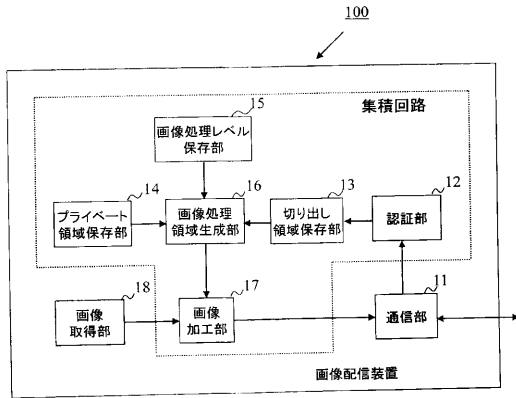 100
集積回路
15
画像処理レベル
保存部
14
プライベート
領域保存部
16
画像処理
領域生成部
13
切り出し
領域保存部
12
認証部
18
画像
取得部
17
画像
加工部
11
通信部
画像配信装置